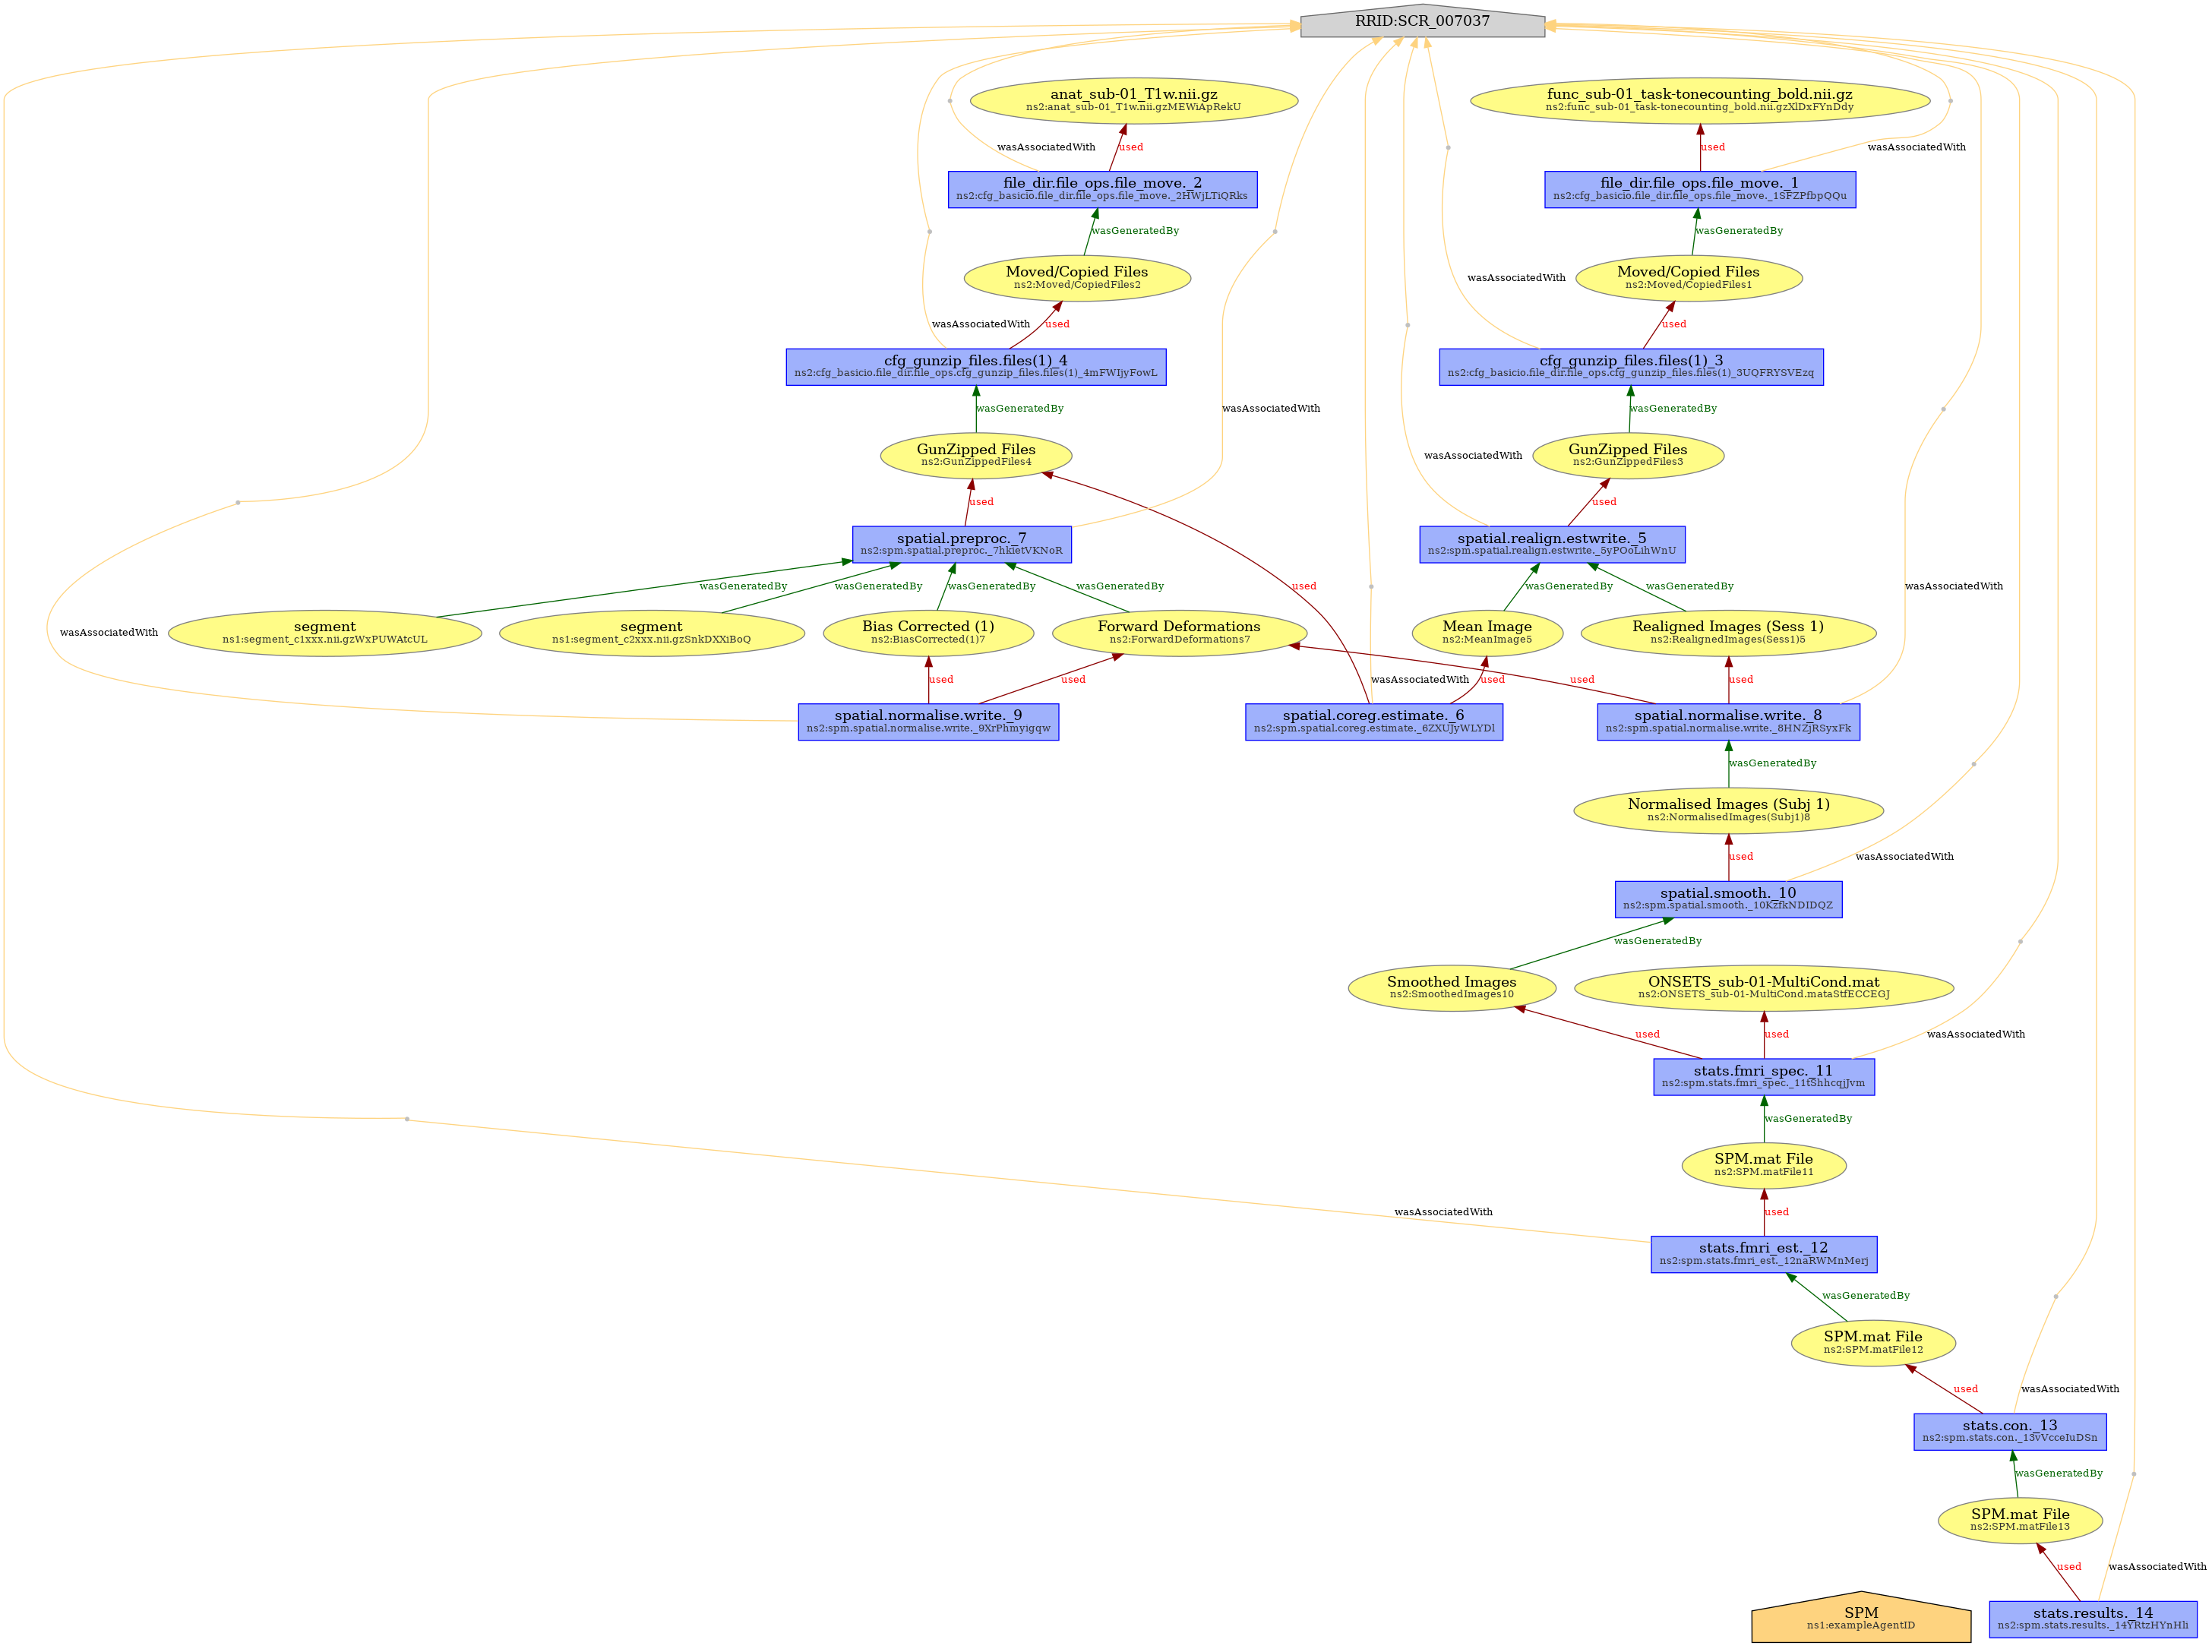 RRID:SCR_007037
anat_sub-01_T1w.nii.gz
ns2:anat_sub-01_T1w.nii.gzMEWiApRekU
func_sub-01_task-tonecounting_bold.nii.gz
ns2:func_sub-01_task-tonecounting_bold.nii.gzXlDxFYnDdy
wasAssociatedWith
used
used
wasAssociatedWith
file_dir.file_ops.file_move._2
ns2:cfg_basicio.file_dir.file_ops.file_move._2HWjLTiQRks
file_dir.file_ops.file_move._1
ns2:cfg_basicio.file_dir.file_ops.file_move._1SFZPfbpQQu
wasGeneratedBy
wasGeneratedBy
Moved/Copied Files
ns2:Moved/CopiedFiles2
Moved/Copied Files
ns2:Moved/CopiedFiles1
wasAssociatedWith
wasAssociatedWith
used
used
cfg_gunzip_files.files(1)_4
ns2:cfg_basicio.file_dir.file_ops.cfg_gunzip_files.files(1)_4mFWIjyFowL
cfg_gunzip_files.files(1)_3
ns2:cfg_basicio.file_dir.file_ops.cfg_gunzip_files.files(1)_3UQFRYSVEzq
wasGeneratedBy
wasAssociatedWith
wasGeneratedBy
GunZipped Files
ns2:GunZippedFiles4
GunZipped Files
ns2:GunZippedFiles3
wasAssociatedWith
used
used
spatial.preproc._7
ns2:spm.spatial.preproc._7hkietVKNoR
spatial.realign.estwrite._5
ns2:spm.spatial.realign.estwrite._5yPOoLihWnU
wasGeneratedBy
wasGeneratedBy
wasGeneratedBy
wasGeneratedBy
used
wasGeneratedBy
wasGeneratedBy
wasAssociatedWith
wasAssociatedWith
segment
ns1:segment_c1xxx.nii.gzWxPUWAtcUL
segment
ns1:segment_c2xxx.nii.gzSnkDXXiBoQ
Bias Corrected (1)
ns2:BiasCorrected(1)7
Forward Deformations
ns2:ForwardDeformations7
Mean Image
ns2:MeanImage5
Realigned Images (Sess 1)
ns2:RealignedImages(Sess1)5
used
used
wasAssociatedWith
used
used
used
spatial.normalise.write._9
ns2:spm.spatial.normalise.write._9XrPhmyigqw
spatial.coreg.estimate._6
ns2:spm.spatial.coreg.estimate._6ZXUJyWLYDl
spatial.normalise.write._8
ns2:spm.spatial.normalise.write._8HNZjRSyxFk
wasGeneratedBy
Normalised Images (Subj 1)
ns2:NormalisedImages(Subj1)8
used
wasAssociatedWith
spatial.smooth._10
ns2:spm.spatial.smooth._10KzfkNDIDQZ
wasGeneratedBy
Smoothed Images
ns2:SmoothedImages10
ONSETS_sub-01-MultiCond.mat
ns2:ONSETS_sub-01-MultiCond.mataStfECCEGJ
used
used
wasAssociatedWith
stats.fmri_spec._11
ns2:spm.stats.fmri_spec._11tShhcqjJvm
wasGeneratedBy
SPM.mat File
ns2:SPM.matFile11
wasAssociatedWith
used
stats.fmri_est._12
ns2:spm.stats.fmri_est._12naRWMnMerj
wasGeneratedBy
SPM.mat File
ns2:SPM.matFile12
used
wasAssociatedWith
stats.con._13
ns2:spm.stats.con._13vVcceIuDSn
wasGeneratedBy
SPM.mat File
ns2:SPM.matFile13
used
wasAssociatedWith
SPM
ns1:exampleAgentID
stats.results._14
ns2:spm.stats.results._14YRtzHYnHli